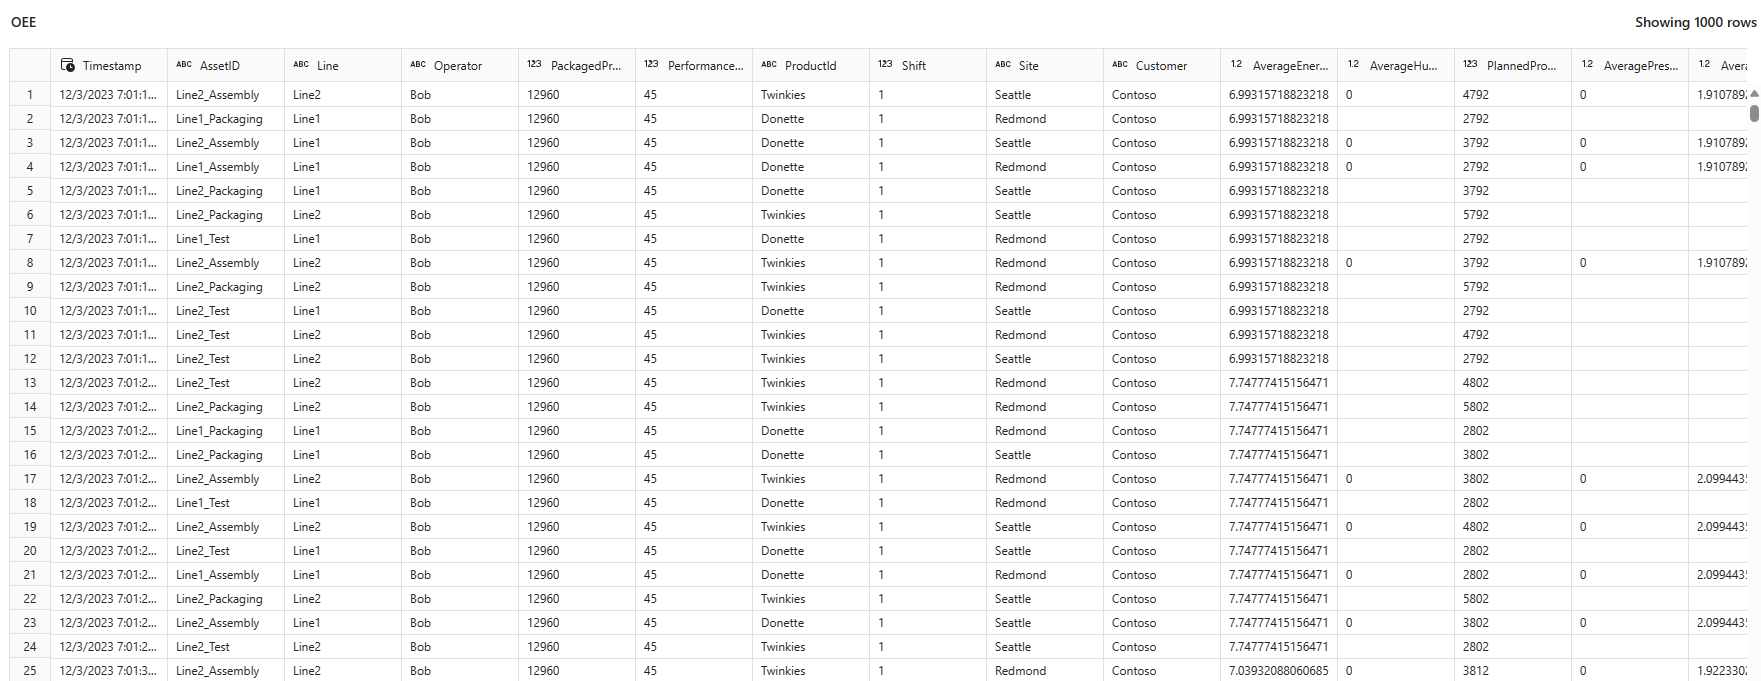 OEE Showing 1000 rows
Timestamp ABC AssetID ABC Line ABC Operator 123 PackagedPr... 123 Performance... ABC ProductId 123 Shift ABC Site ABC Customer 1.2 AverageEner... 1.2 AverageHu... 123 PlannedPro... 1.2 AveragePres... 1.2 Avera
1 12/3/2023 7:01:1... Line2_Assembly Line2 Bob 12960 45 Twinkies 1 Seattle Contoso 6.99315718823218 0 4792 0 1.9107892
2 12/3/2023 7:01:1... Line1_Packaging Line1 Bob 12960 45 Donette 1 Redmond Contoso 6.99315718823218 2792
3 12/3/2023 7:01:1... Line2_Assembly Line1 Bob 12960 45 Donette 1 Seattle Contoso 6.99315718823218 0 3792 0 1.9107892
4 12/3/2023 7:01:1... Line1_Assembly Line1 Bob 12960 45 Donette 1 Redmond Contoso 6.99315718823218 0 2792 0 1.9107892
5 12/3/2023 7:01:1... Line2_Packaging Line1 Bob 12960 45 Donette 1 Seattle Contoso 6.99315718823218 3792
6 12/3/2023 7:01:1... Line2_Packaging Line2 Bob 12960 45 Twinkies 1 Seattle Contoso 6.99315718823218 5792
7 12/3/2023 7:01:1... Line1_Test Line1 Bob 12960 45 Donette 1 Redmond Contoso 6.99315718823218 2792
8 12/3/2023 7:01:1... Line2_Assembly Line2 Bob 12960 45 Twinkies 1 Redmond Contoso 6.99315718823218 0 3792 0 1.9107892
9 12/3/2023 7:01:1... Line2_Packaging Line2 Bob 12960 45 Twinkies 1 Redmond Contoso 6.99315718823218 5792
10 12/3/2023 7:01:1... Line2_Test Line1 Bob 12960 45 Donette 1 Seattle Contoso 6.99315718823218 2792
11 12/3/2023 7:01:1... Line2_Test Line2 Bob 12960 45 Twinkies 1 Redmond Contoso 6.99315718823218 4792
12 12/3/2023 7:01:1... Line2_Test Line2 Bob 12960 45 Twinkies 1 Seattle Contoso 6.99315718823218 2792
13 12/3/2023 7:01:2... Line2_Test Line2 Bob 12960 45 Twinkies 1 Redmond Contoso 7.74777415156471 4802
14 12/3/2023 7:01:2... Line2_Packaging Line2 Bob 12960 45 Twinkies 1 Redmond Contoso 7.74777415156471 5802
15 12/3/2023 7:01:2... Line1_Packaging Line1 Bob 12960 45 Donette 1 Redmond Contoso 7.74777415156471 2802
16 12/3/2023 7:01:2... Line2_Packaging Line1 Bob 12960 45 Donette 1 Seattle Contoso 7.74777415156471 3802
17 12/3/2023 7:01:2... Line2_Assembly Line2 Bob 12960 45 Twinkies 1 Redmond Contoso 7.74777415156471 0 3802 0 2.0994435
18 12/3/2023 7:01:2... Line1_Test Line1 Bob 12960 45 Donette 1 Redmond Contoso 7.74777415156471 2802
19 12/3/2023 7:01:2... Line2_Assembly Line2 Bob 12960 45 Twinkies 1 Seattle Contoso 7.74777415156471 0 4802 0 2.0994435
20 12/3/2023 7:01:2... Line2_Test Line1 Bob 12960 45 Donette 1 Seattle Contoso 7.74777415156471 2802
21 12/3/2023 7:01:2... Line1_Assembly Line1 Bob 12960 45 Donette 1 Redmond Contoso 7.74777415156471 0 2802 0 2.0994435
22 12/3/2023 7:01:2... Line2_Packaging Line2 Bob 12960 45 Twinkies 1 Seattle Contoso 7.74777415156471 5802
23 12/3/2023 7:01:2... Line2_Assembly Line1 Bob 12960 45 Donette 1 Seattle Contoso 7.74777415156471 0 3802 0 2.0994435
24 12/3/2023 7:01:2... Line2_Test Line2 Bob 12960 45 Twinkies 1 Seattle Contoso 7.74777415156471 2802
25 12/3/2023 7:01:3... Line2_Assembly Line2 Bob 12960 45 Twinkies 1 Redmond Contoso 7.03932088060685 0 3812 0 1.9223302